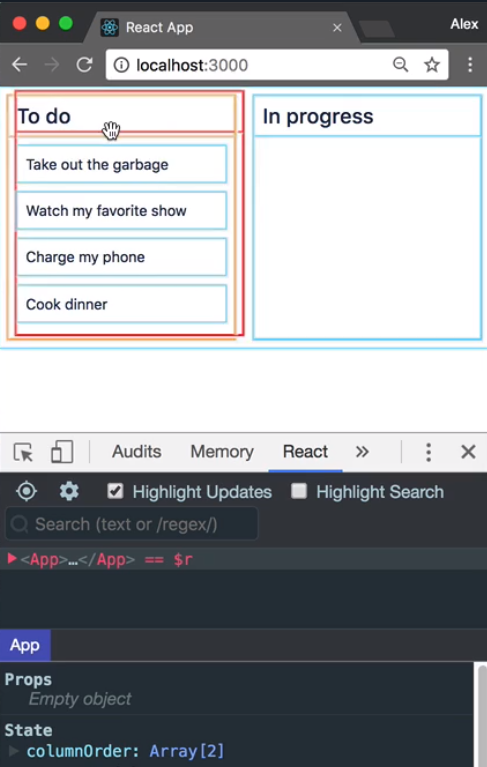 React App
Alex
localhost:3000
To do
In progress
Take out the garbage
Watch my favorite show
Charge my phone
Cook dinner
Audits Memory React »
Highlight Updates Highlight Search
Search (text or /regex/)
<App>…</App> == $r
App
Props
Empty object
State
columnOrder: Array[2]